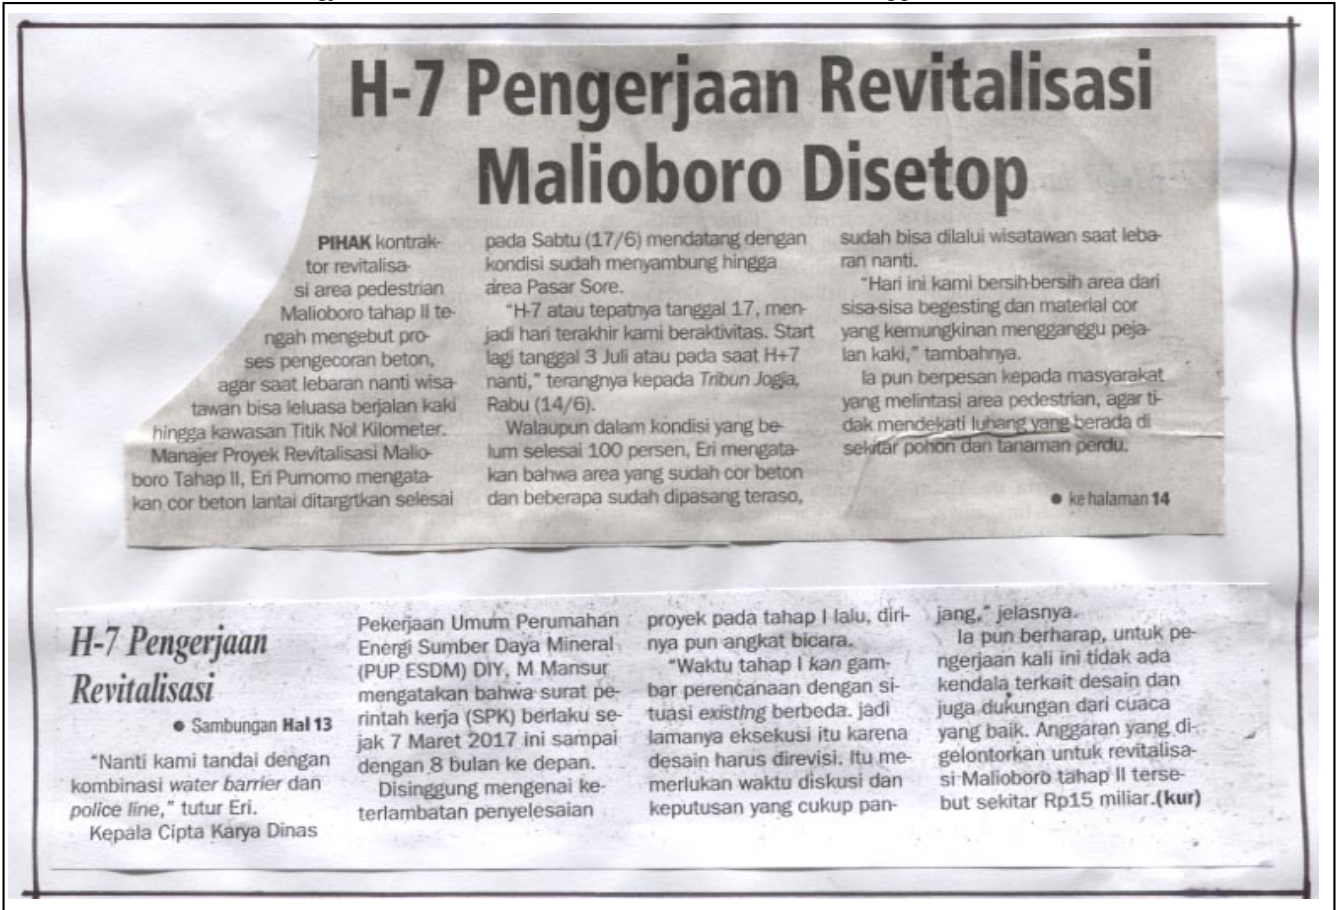 H-7 Pengerjaan Revitalisasi
Malioboro Disetop
PIHAK kontrak-
tor revitalisa-
si area pedestrian
Malioboro tahap II te-
ngah mengebut pro-
ses pengecoran beton,
agar saat lebaran nanti wisa-
tawan bisa leluasa berjalan kaki
hingga kawasan Titik Nol Kilometer.
Manajer Proyek Revitalisasi Malio-
boro Tahap II, Eri Purnomo mengata-
kan cor beton lantai ditargrtkan selesai
pada Sabtu (17/6) mendatang dengan
kondisi sudah menyambung hingga
area Pasar Sore.
"H-7 atau tepatnya tanggal 17, men-
jadi hari terakhir kami beraktivitas. Start
lagi tanggal 3 Juli atau pada saat H+7
nanti," terangnya kepada Tribun Jogja,
Rabu (14/6).
Walaupun dalam kondisi yang be-
lum selesai 100 persen, Eri mengata-
kan bahwa area yang sudah cor beton
dan beberapa sudah dipasang teraso,
sudah bisa dilalui wisatawan saat leba-
ran nanti.
"Hari ini kami bersih-bersih area dari
sisa-sisa begesting dan material cor
yang kemungkinan mengganggu peja-
lan kaki," tambahnya.
Ia pun berpesan kepada masyarakat
yang melintasi area pedestrian, agar ti-
dak mendekati lubang yang berada di
sekitar pohon dan tanaman perdu.
● ke halaman 14
H-7 Pengerjaan
Revitalisasi
● Sambungan Hal 13
"Nanti kami tandai dengan
kombinasi water barrier dan
police line," tutur Eri.
Kepala Cipta Karya Dinas
Pekerjaan Umum Perumahan
Energi Sumber Daya Mineral
(PUP ESDM) DIY, M Mansur
mengatakan bahwa surat pe-
rintah kerja (SPK) berlaku se-
jak 7 Maret 2017 ini sampai
dengan 8 bulan ke depan.
Disinggung mengenai ke-
terlambatan penyelesaian
proyek pada tahap I lalu, diri-
nya pun angkat bicara.
"Waktu tahap I kan gam-
bar perencanaan dengan si-
tuasi existing berbeda. jadi
lamanya eksekusi itu karena
desain harus direvisi. Itu me-
merlukan waktu diskusi dan
keputusan yang cukup pan-
jang," jelasnya.
Ia pun berharap, untuk pe-
ngerjaan kali ini tidak ada
kendala terkait desain dan
juga dukungan dari cuaca
yang baik. Anggaran yang di-
gelontorkan untuk revitalisa-
si Malioboro tahap II terse-
but sekitar Rp15 miliar.(kur)